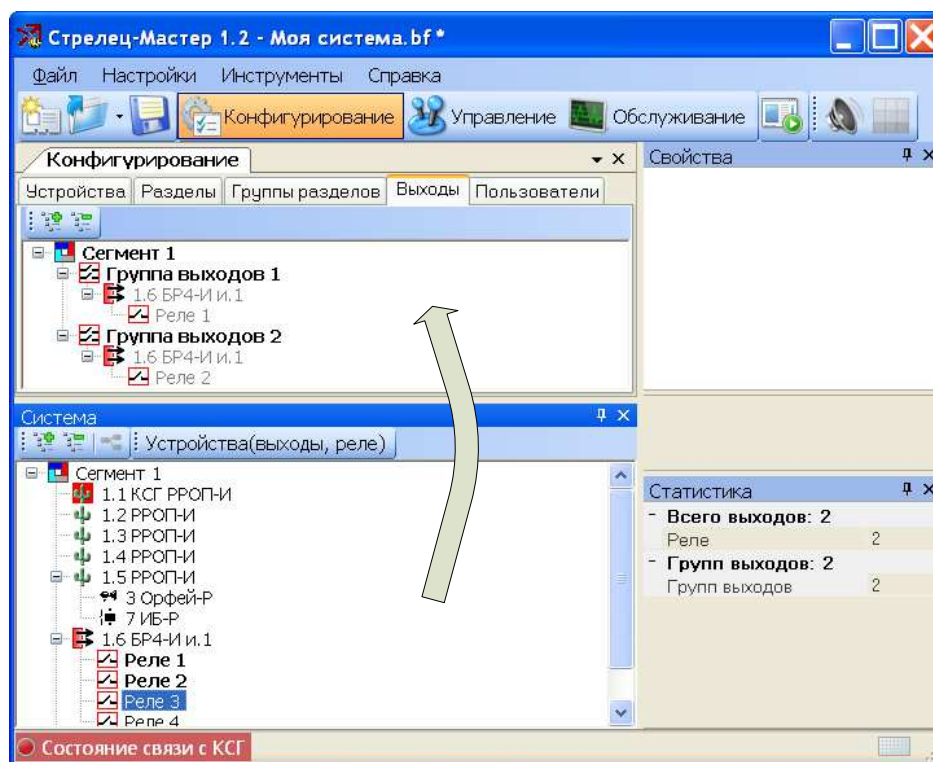 Стрелец-Мастер 1.2 - Моя система.bf *
Файл Настройки Инструменты Справка
Конфигурирование Управление Обслуживание
Конфигурирование
Устройства Разделы Группы разделов Выходы Пользователи
Сегмент 1
Группа выходов 1
1.6 БР4-И и.1
Реле 1
Группа выходов 2
1.6 БР4-И и.1
Реле 2
Свойства
Система
Устройства(выходы, реле)
Сегмент 1
1.1 КСГ РРОП-И
1.2 РРОП-И
1.3 РРОП-И
1.4 РРОП-И
1.5 РРОП-И
3 Орфей-Р
7 ИБ-Р
1.6 БР4-И и.1
Реле 1
Реле 2
Реле 3
Реле 4
Статистика
Всего выходов: 2
Реле 2
Групп выходов: 2
Групп выходов 2
Состояние связи с КСГ